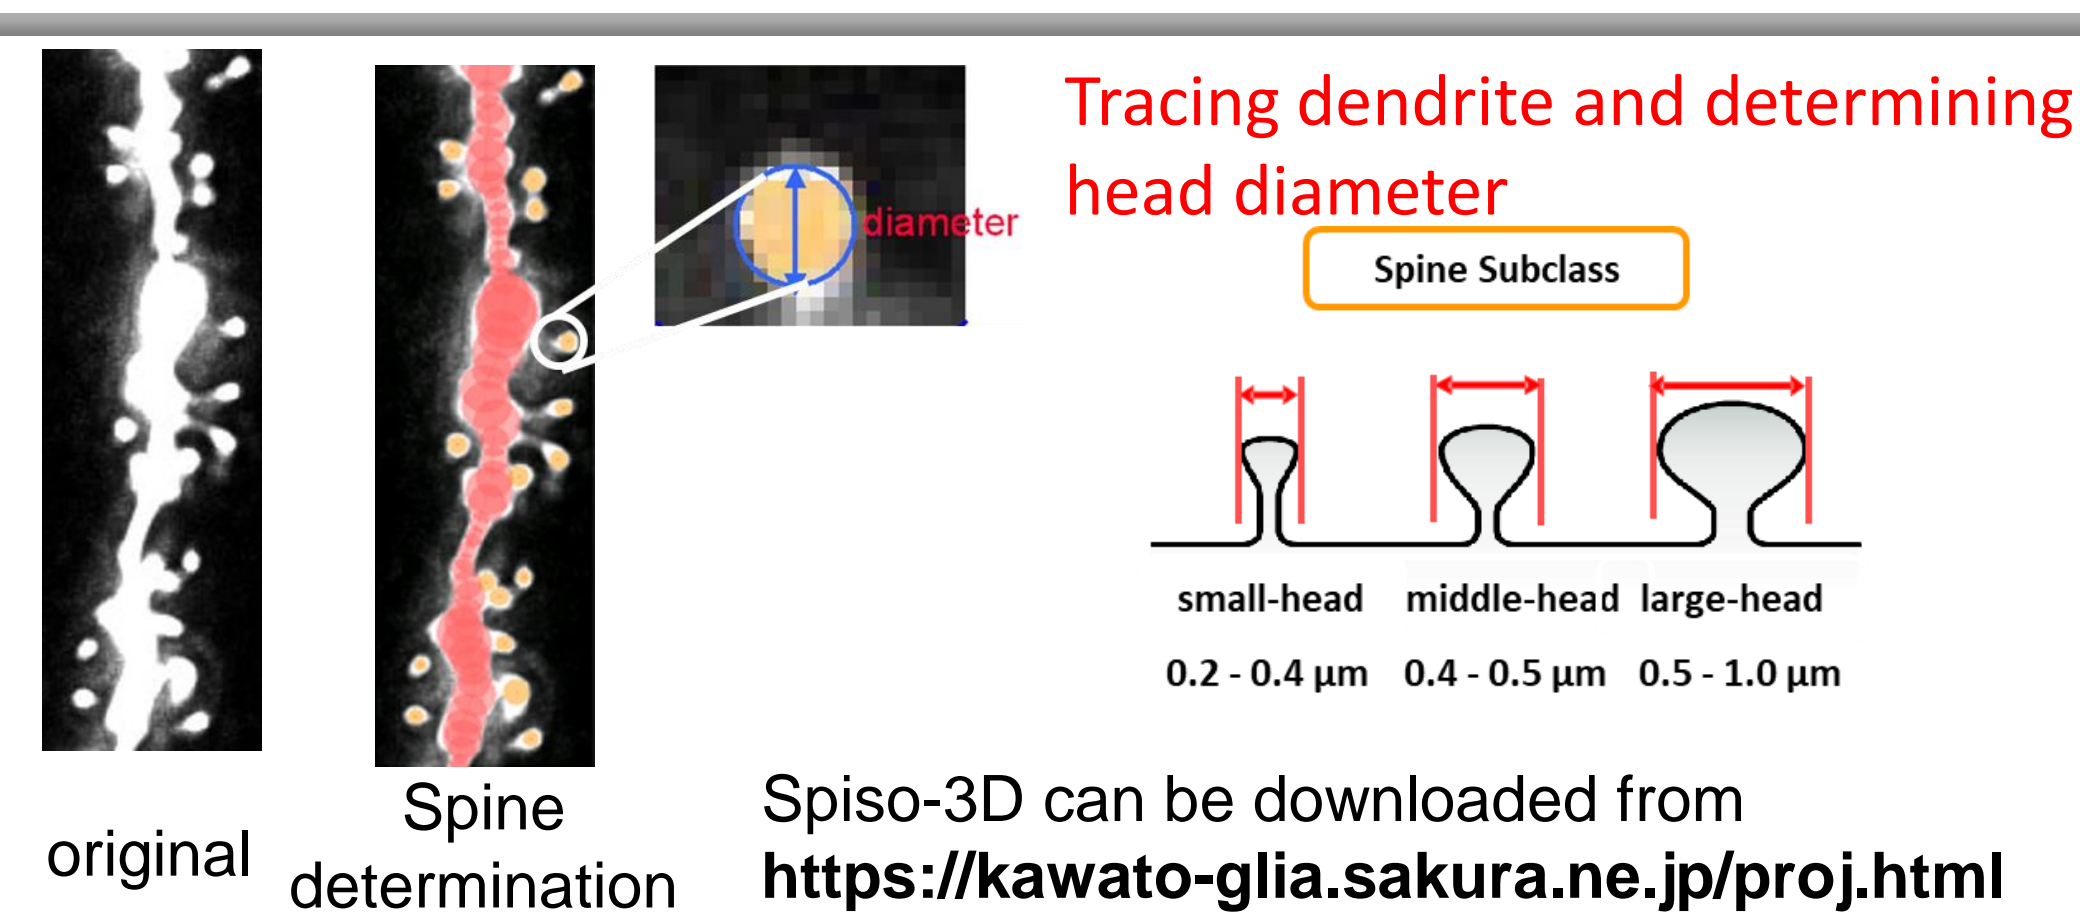 Tracing dendrite and determining
head diameter
diameter
Spine Subclass
small-head middle-head large-head
0.2 - 0.4 μm 0.4 - 0.5 μm 0.5 - 1.0 μm
original
Spine
determination
Spiso-3D can be downloaded from
https://kawato-glia.sakura.ne.jp/proj.html